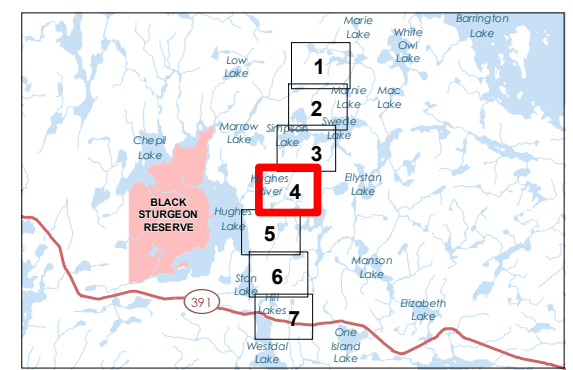 Marie
Lake
Barrington
Lake
White
Owl
Lake
Low
Lake
1
Marnie
Lake
Mac
Lake
2
Swede
Lake
Marrow
Lake
Simpson
Lake
Chepil
Lake
3
Hughes
River
4
Ellystan
Lake
BLACK
STURGEON
RESERVE
Hughes
Lake
5
Manson
Lake
6
Stan
Lake
Hill
Lakes
391
7
Elizabeth
Lake
One
Island
Lake
Westdal
Lake